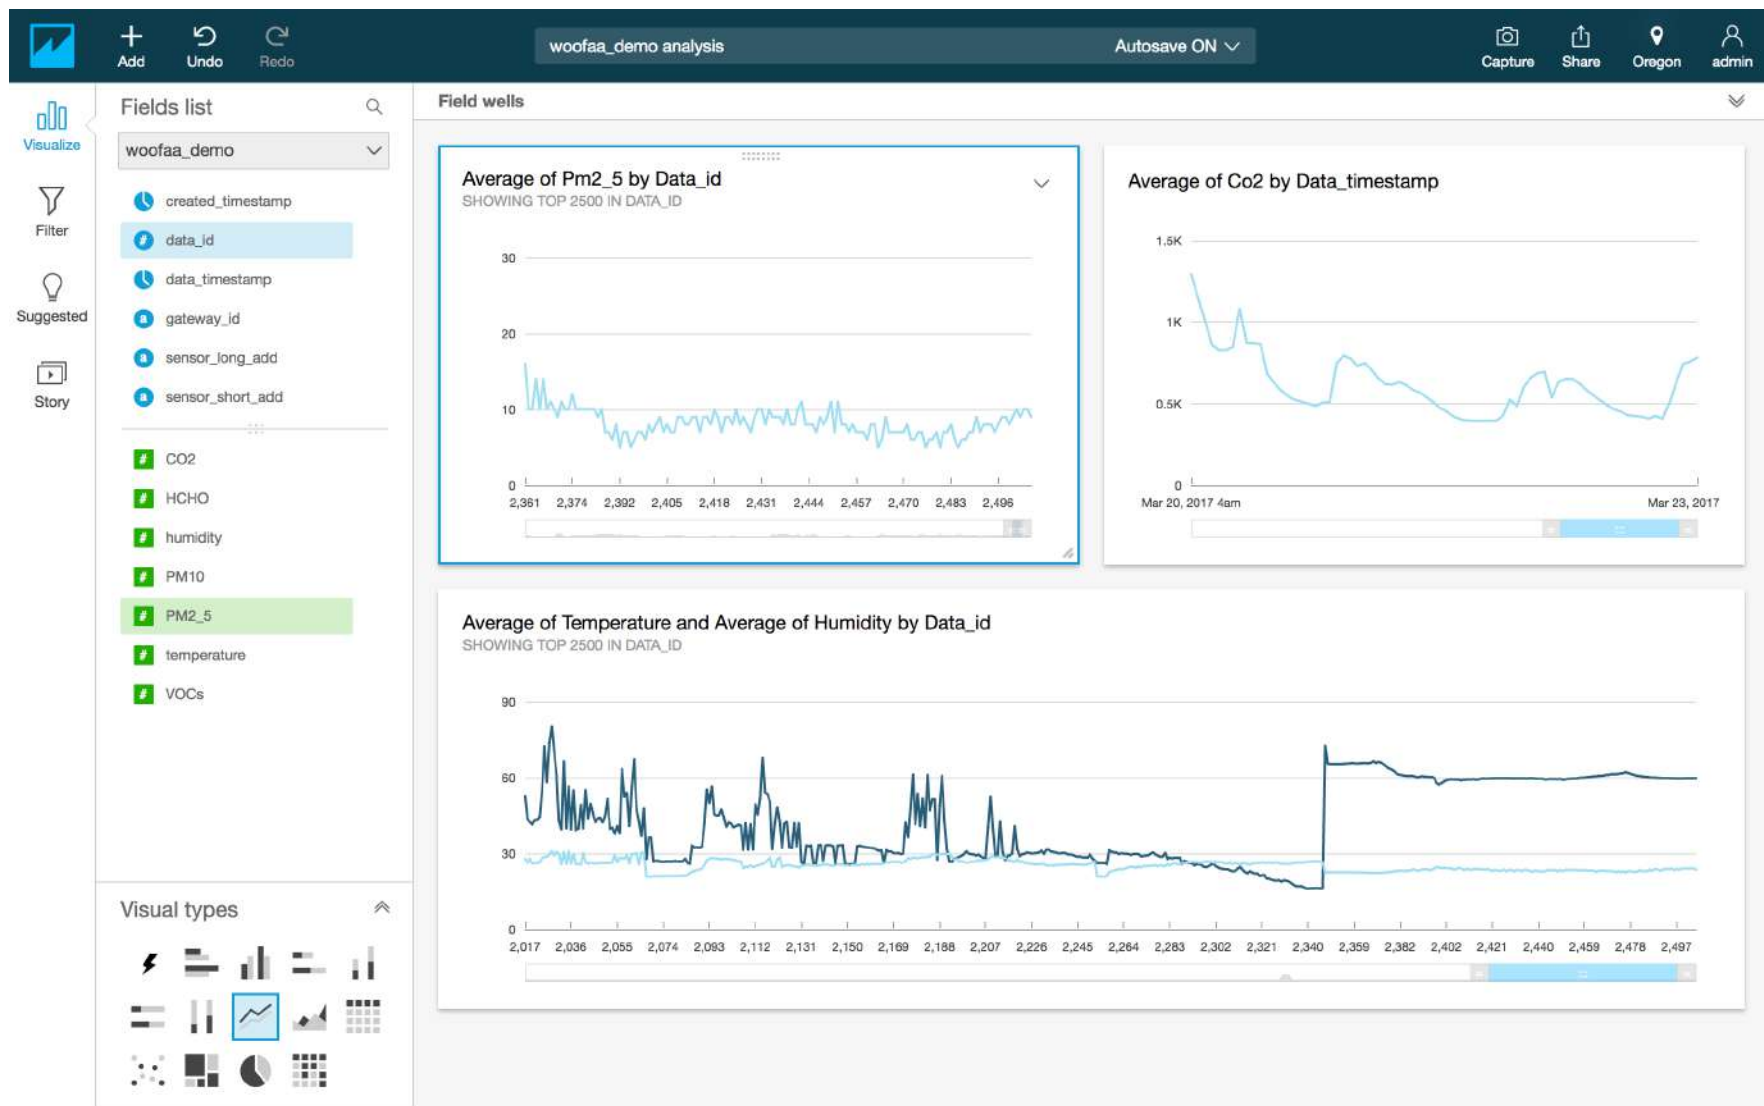 Add
Undo
Redo
woofaa_demo analysis
Autosave ON
Capture
Share
Oregon
admin
Visualize
Filter
Suggested
Story
Fields list
woofaa_demo
created_timestamp
data_id
data_timestamp
gateway_id
sensor_long_add
sensor_short_add
CO2
HCHO
humidity
PM10
PM2_5
temperature
VOCs
Visual types
Field wells
Average of Pm2_5 by Data_id
SHOWING TOP 2500 IN DATA_ID
30
20
10
0
2,361 2,374 2,392 2,405 2,418 2,431 2,444 2,457 2,470 2,483 2,496
Average of Co2 by Data_timestamp
1.5K
1K
0.5K
0
Mar 20, 2017 4am Mar 23, 2017
Average of Temperature and Average of Humidity by Data_id
SHOWING TOP 2500 IN DATA_ID
90
60
30
0
2,017 2,036 2,055 2,074 2,093 2,112 2,131 2,150 2,169 2,188 2,207 2,226 2,245 2,264 2,283 2,302 2,321 2,340 2,359 2,382 2,402 2,421 2,440 2,459 2,478 2,497